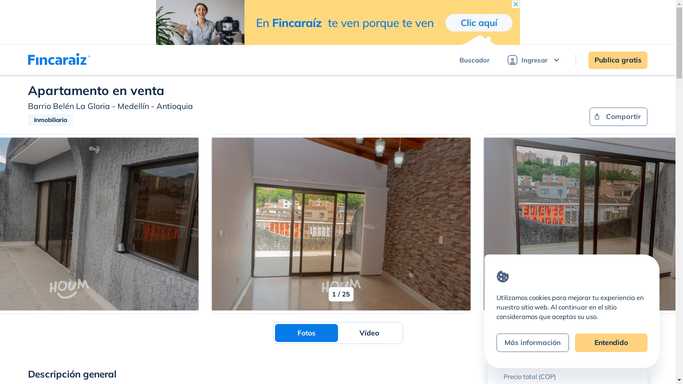 En Fincaraíz te ven porque te ven
Clic aquí
Fincaraíz
Buscador
Ingresar
Publica gratis
Apartamento en venta
Barrio Belén La Gloria - Medellín - Antioquia
Inmobiliaria
Compartir
HOUM
HOUM
1 / 25
Utilizamos cookies para mejorar tu experiencia en
nuestro sitio web. Al continuar en el sitio
consideramos que aceptas su uso.
Más información
Entendido
Fotos
Vídeo
Descripción general
Precio total (COP)